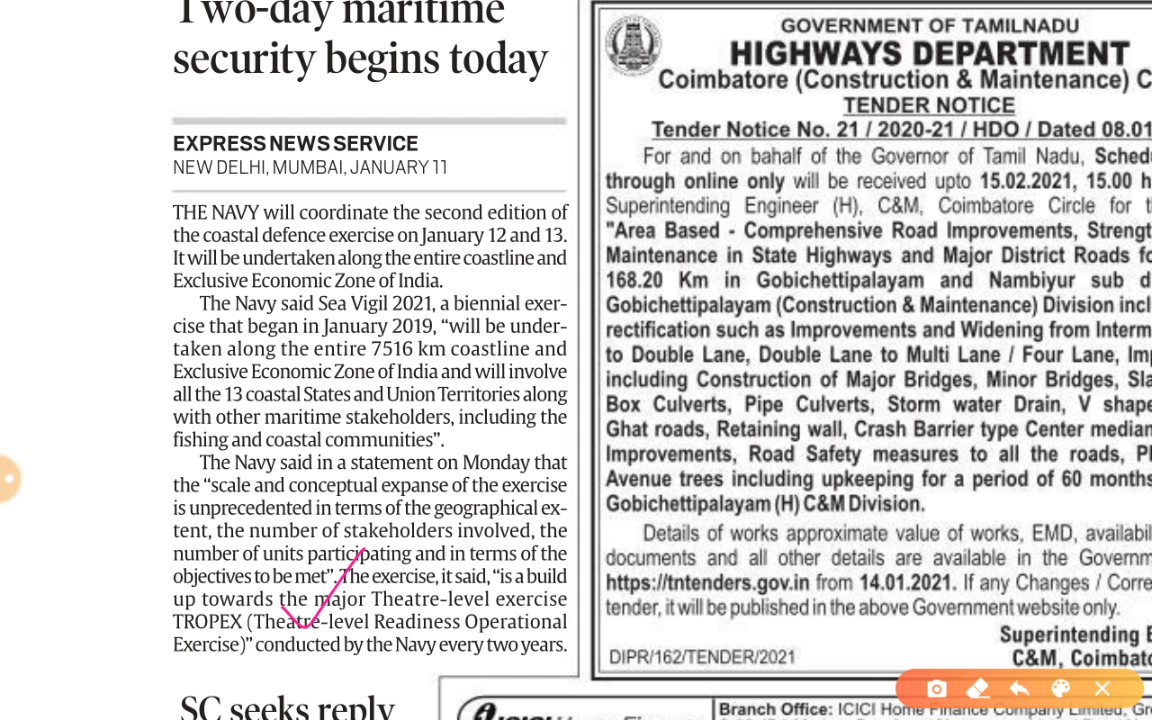 Two-day maritime
security begins today
EXPRESS NEWS SERVICE
NEW DELHI, MUMBAI, JANUARY 11
THE NAVY will coordinate the second edition of
the coastal defence exercise on January 12 and 13.
It will be undertaken along the entire coastline and
Exclusive Economic Zone of India.
The Navy said Sea Vigil 2021, a biennial exer-
cise that began in January 2019, “will be under-
taken along the entire 7516 km coastline and
Exclusive Economic Zone of India and will involve
all the 13 coastal States and Union Territories along
with other maritime stakeholders, including the
fishing and coastal communities”.
The Navy said in a statement on Monday that
the “scale and conceptual expanse of the exercise
is unprecedented in terms of the geographical ex-
tent, the number of stakeholders involved, the
number of units participating and in terms of the
objectives to be met”. The exercise, it said, “is a build
up towards the major Theatre-level exercise
TROPEX (Theatre-level Readiness Operational
Exercise)” conducted by the Navy every two years.
SC seeks reply
GOVERNMENT OF TAMILNADU
HIGHWAYS DEPARTMENT
Coimbatore (Construction & Maintenance) C
TENDER NOTICE
Tender Notice No. 21 / 2020-21 / HDO / Dated 08.01
For and on bahalf of the Governor of Tamil Nadu, Sched
through online only will be received upto 15.02.2021, 15.00 h
Superintending Engineer (H), C&M, Coimbatore Circle for t
"Area Based - Comprehensive Road Improvements, Strengt
Maintenance in State Highways and Major District Roads fo
168.20 Km in Gobichettipalayam and Nambiyur sub d
Gobichettipalayam (Construction & Maintenance) Division incl
rectification such as Improvements and Widening from Interm
to Double Lane, Double Lane to Multi Lane / Four Lane, Imp
including Construction of Major Bridges, Minor Bridges, Sla
Box Culverts, Pipe Culverts, Storm water Drain, V shape
Ghat roads, Retaining wall, Crash Barrier type Center median
Improvements, Road Safety measures to all the roads, Pl
Avenue trees including upkeeping for a period of 60 months
Gobichettipalayam (H) C&M Division.
Details of works approximate value of works, EMD, availabil
documents and all other details are available in the Governm
https://tntenders.gov.in from 14.01.2021. If any Changes / Corre
tender, it will be published in the above Government website only.
Superintending E
C&M, Coimbato
DIPR/162/TENDER/2021
Branch Office: ICICI Home Finance Company Limited, Gr